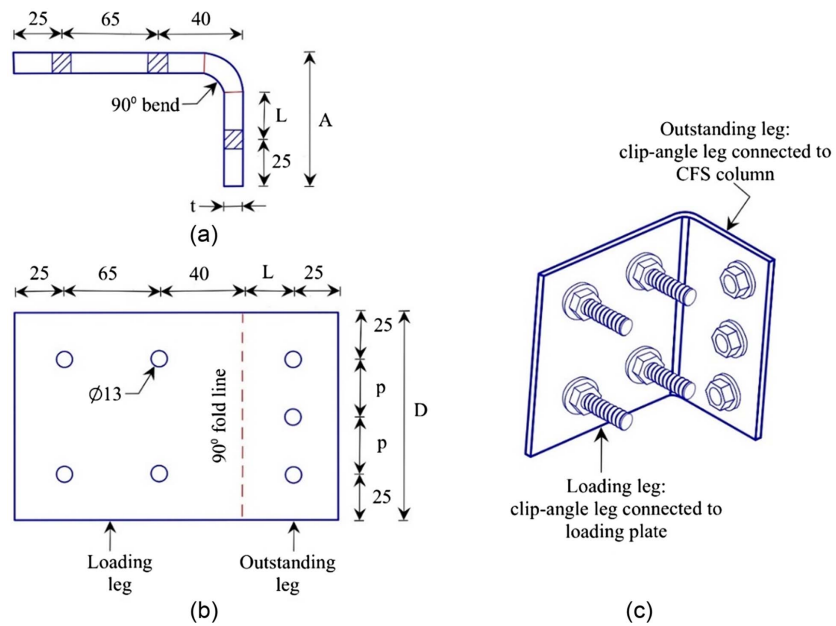 25 65 40
90⁰ bend
L
A
25
t
(a)
25 65 40 L 25
25
Ø13
90⁰ fold line
p
D
p
25
Loading
leg
Outstanding
leg
(b)
Outstanding leg:
clip-angle leg connected to
CFS column
Loading leg:
clip-angle leg connected to
loading plate
(c)